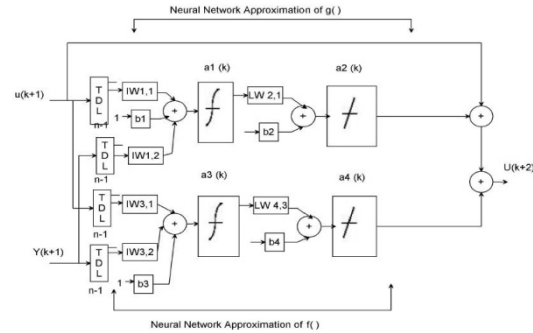 Neural Network Approximation of g( )
a1 (k)
a2 (k)
u(k+1)
T D L
IW1,1
LW 2,1
n-1
1
b1
+
b2
+
+
T D L
IW1,2
n-1
a3 (k)
a4 (k)
+
U(k+2)
T D L
IW3,1
LW 4,3
n-1
+
b4
+
Y(k+1)
T D L
IW3,2
n-1
1
b3
Neural Network Approximation of f( )